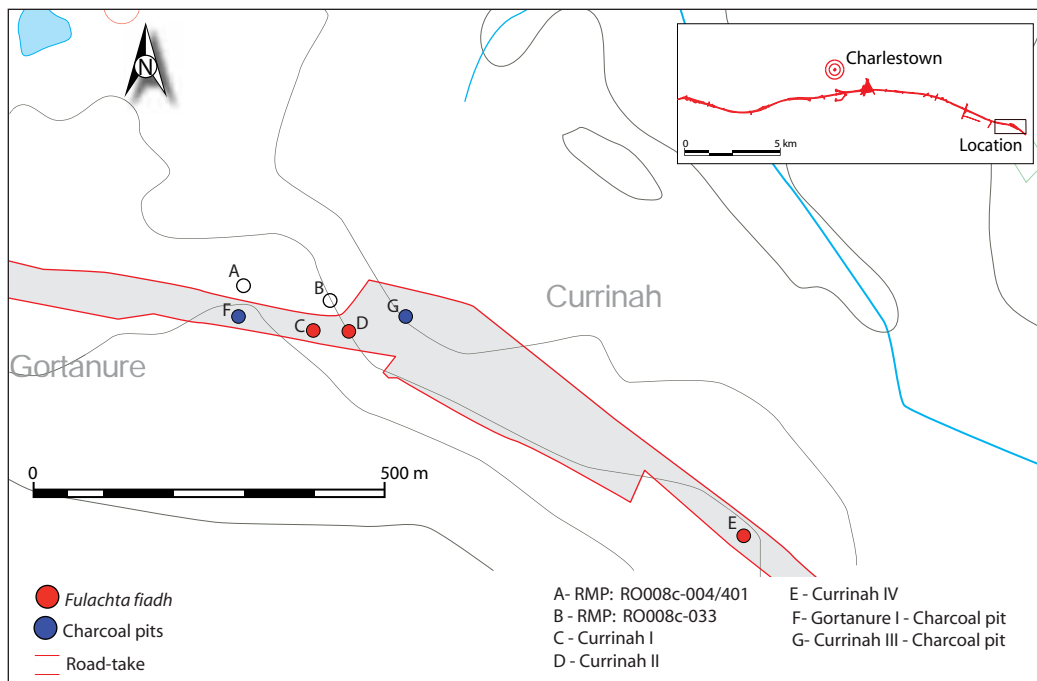 N
Charlestown
0 5 km
Location
A
B
F
C
D
G
Currinah
Gortanure
0 500 m
E
Fulachta fiadh
Charcoal pits
Road-take
A- RMP: RO008c-004/401
B - RMP: RO008c-033
C - Currinah I
D - Currinah II
E - Currinah IV
F- Gortanure I - Charcoal pit
G- Currinah III - Charcoal pit